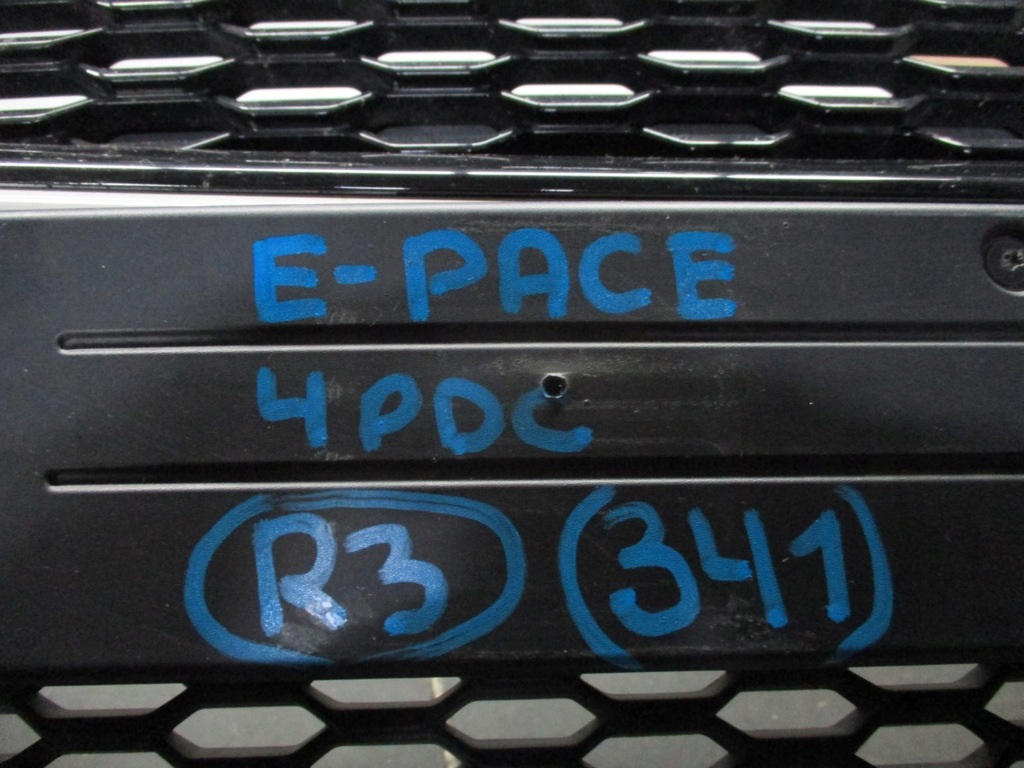 E-PACE
4PDC
R3 (341)